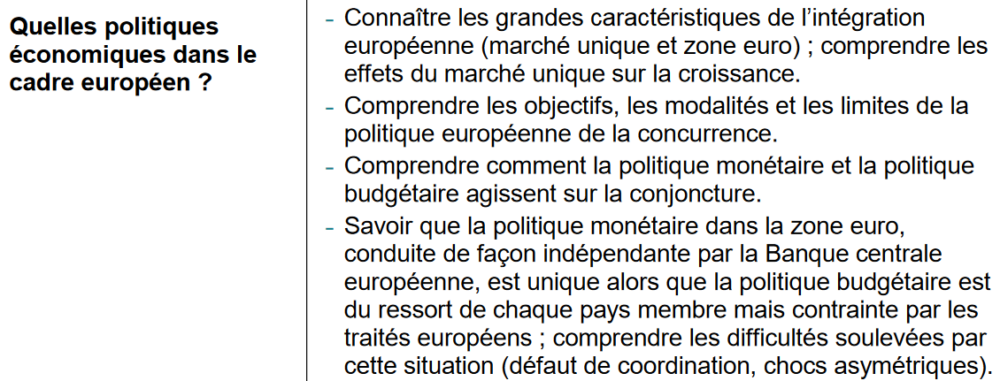 Quelles politiques
économiques dans le
cadre européen ?
- Connaître les grandes caractéristiques de l’intégration
européenne (marché unique et zone euro) ; comprendre les
effets du marché unique sur la croissance.
- Comprendre les objectifs, les modalités et les limites de la
politique européenne de la concurrence.
- Comprendre comment la politique monétaire et la politique
budgétaire agissent sur la conjoncture.
- Savoir que la politique monétaire dans la zone euro,
conduite de façon indépendante par la Banque centrale
européenne, est unique alors que la politique budgétaire est
du ressort de chaque pays membre mais contrainte par les
traités européens ; comprendre les difficultés soulevées par
cette situation (défaut de coordination, chocs asymétriques).